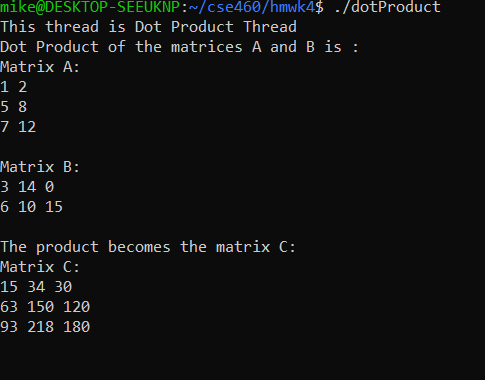 mike@DESKTOP-SEEUKNP:~/cse460/hmwk4$ ./dotProduct
This thread is Dot Product Thread
Dot Product of the matrices A and B is :
Matrix A:
1 2
5 8
7 12
Matrix B:
3 14 0
6 10 15
The product becomes the matrix C:
Matrix C:
15 34 30
63 150 120
93 218 180